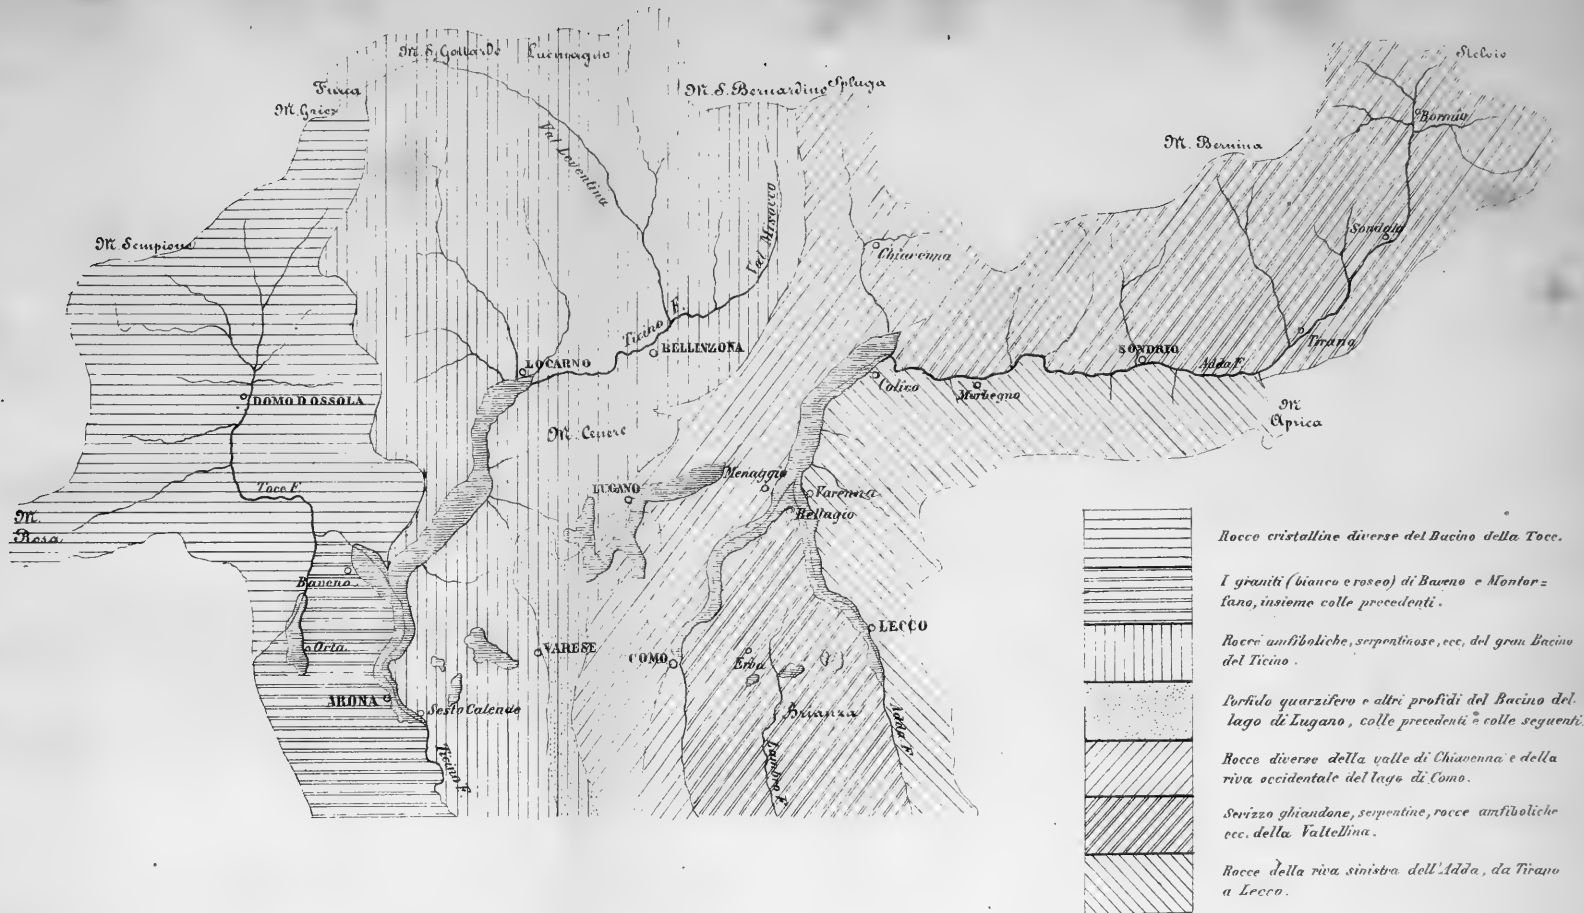 M. S. Gottardo
Lucmagno
Stelvio
Furca
M. Gries
M. S. Bernardino
Spluga
Bormio
Val Leventina
M. Bernina
Val Misocco
Sondalo
M. Sempione
Chiavenna
Ticino F.
Tirano
LOCARNO
BELLINZONA
SONDRIO
Adda F.
Colico
Morbegno
DOMO D'OSSOLA
M. Aprica
M. Cenere
Menaggio
LUGANO
Varenna
Toce F.
Bellagio
M. Rosa
Baveno
Orta
VARESE
COMO
Erba
LECCO
ARONA
Sesto Calende
Brianza
Adda F.
Ticino F.
Lambro F.
Rocce cristalline diverse del Bacino della Toce.
I graniti (bianco e roseo) di Baveno e Montor=
fano, insieme colle precedenti.
Rocce amfiboliche, serpentinose, ecc, del gran Bacino
del Ticino.
Porfido quarzifero e altri profidi del Bacino del
lago di Lugano, colle precedenti e colle seguenti.
Rocce diverse della valle di Chiavenna e della
riva occidentale del lago di Como.
Serizzo ghiandone, serpentine, rocce amfiboliche
ecc. della Valtellina.
Rocce della riva sinistra dell'Adda, da Tirano
a Lecco.